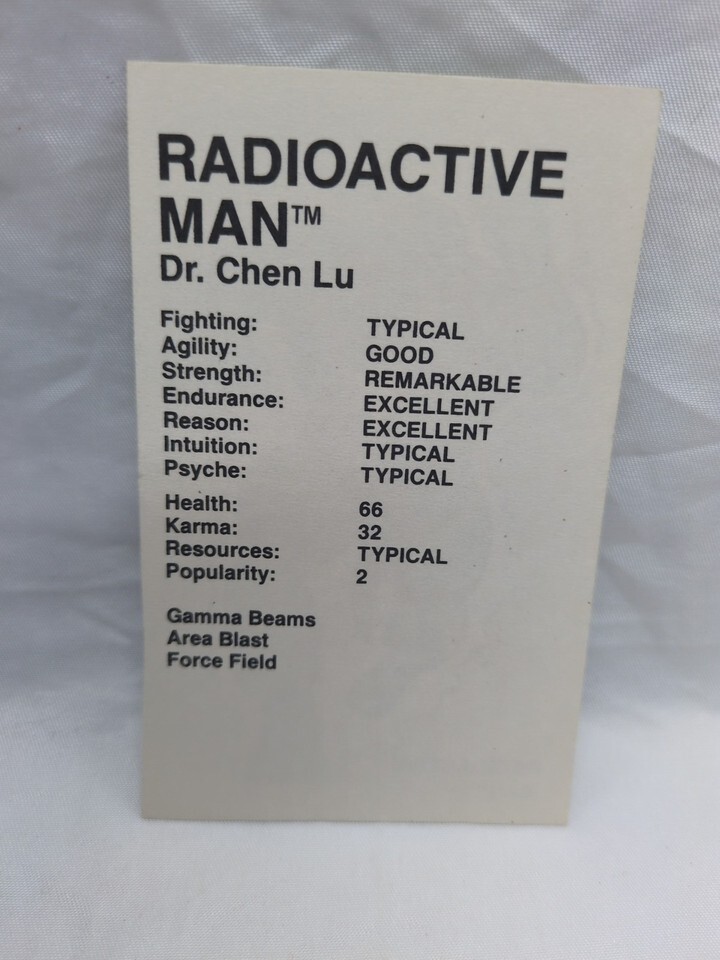 RADIOACTIVE
MAN™
Dr. Chen Lu
Fighting: TYPICAL
Agility: GOOD
Strength: REMARKABLE
Endurance: EXCELLENT
Reason: EXCELLENT
Intuition: TYPICAL
Psyche: TYPICAL
Health: 66
Karma: 32
Resources: TYPICAL
Popularity: 2
Gamma Beams
Area Blast
Force Field